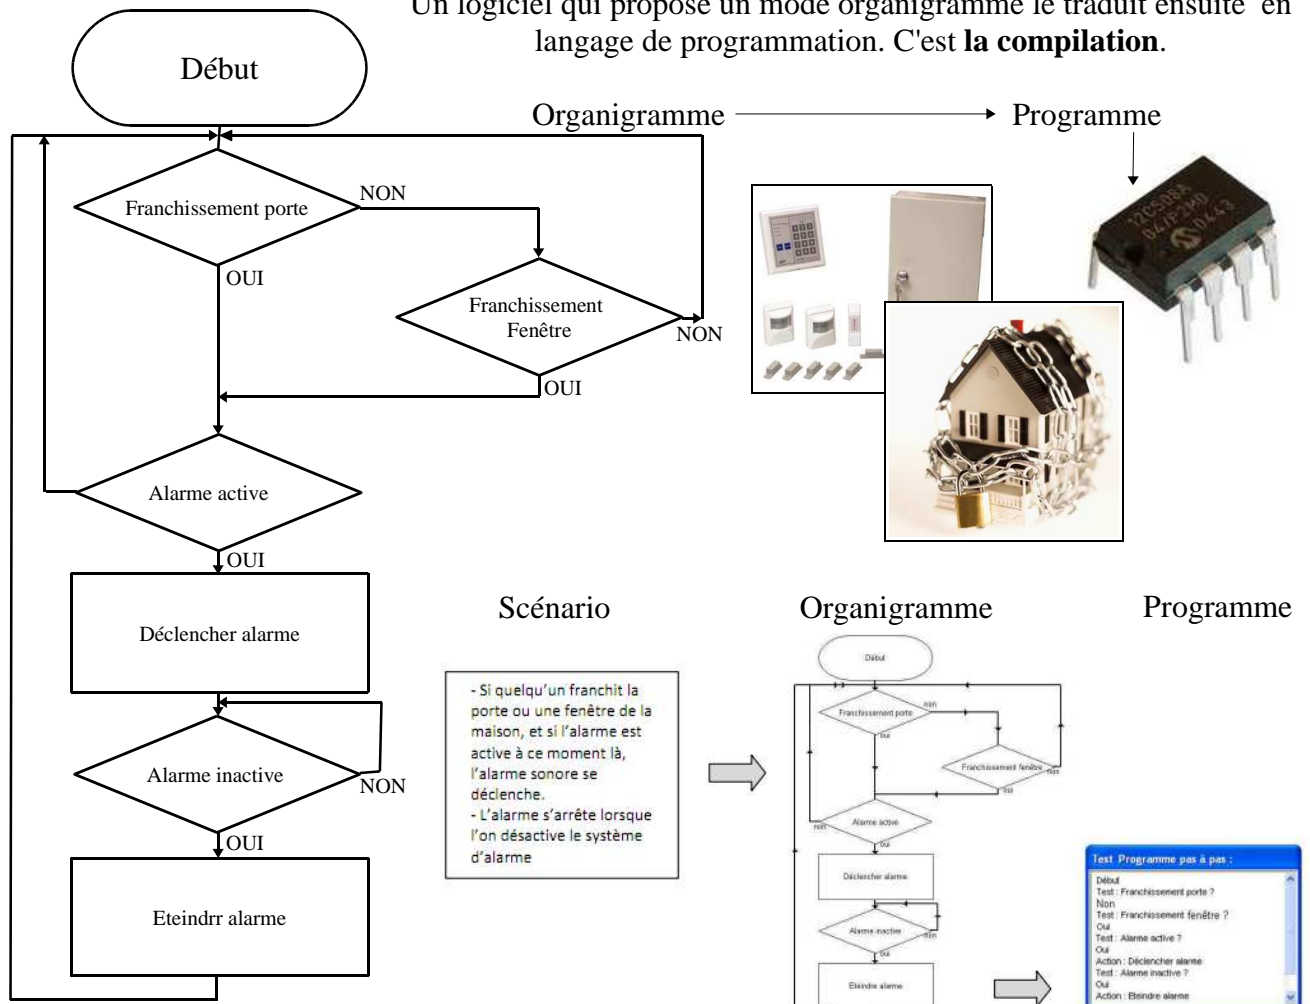 Un logiciel qui propose un mode organigramme le traduit ensuite en
langage de programmation. C'est la compilation.
Début
Organigramme
Programme
Franchissement porte
NON
OUI
Franchissement
Fenêtre
NON
OUI
Alarme active
OUI
Déclencher alarme
Alarme inactive
NON
OUI
Eteindrr alarme
12C508A
04/P2MD
0443
Scénario
Organigramme
Programme
- Si quelqu'un franchit la
porte ou une fenêtre de la
maison, et si l'alarme est
active à ce moment là,
l'alarme sonore se
déclenche.
- L'alarme s'arrête lorsque
l'on désactive le système
d'alarme
Début
Franchissement porte
non
oui
Franchissement fenêtre
non
oui
Alarme active
non
oui
Déclencher alarme
Alarme inactive
non
oui
Eteindre alarme
Test Programme pas à pas :
Début
Test : Franchissement porte ?
Non
Test : Franchissement fenêtre ?
Oui
Test : Alarme active ?
Oui
Action : Déclencher alarme
Test : Alarme inactive ?
Oui
Action : Eteindre alarme